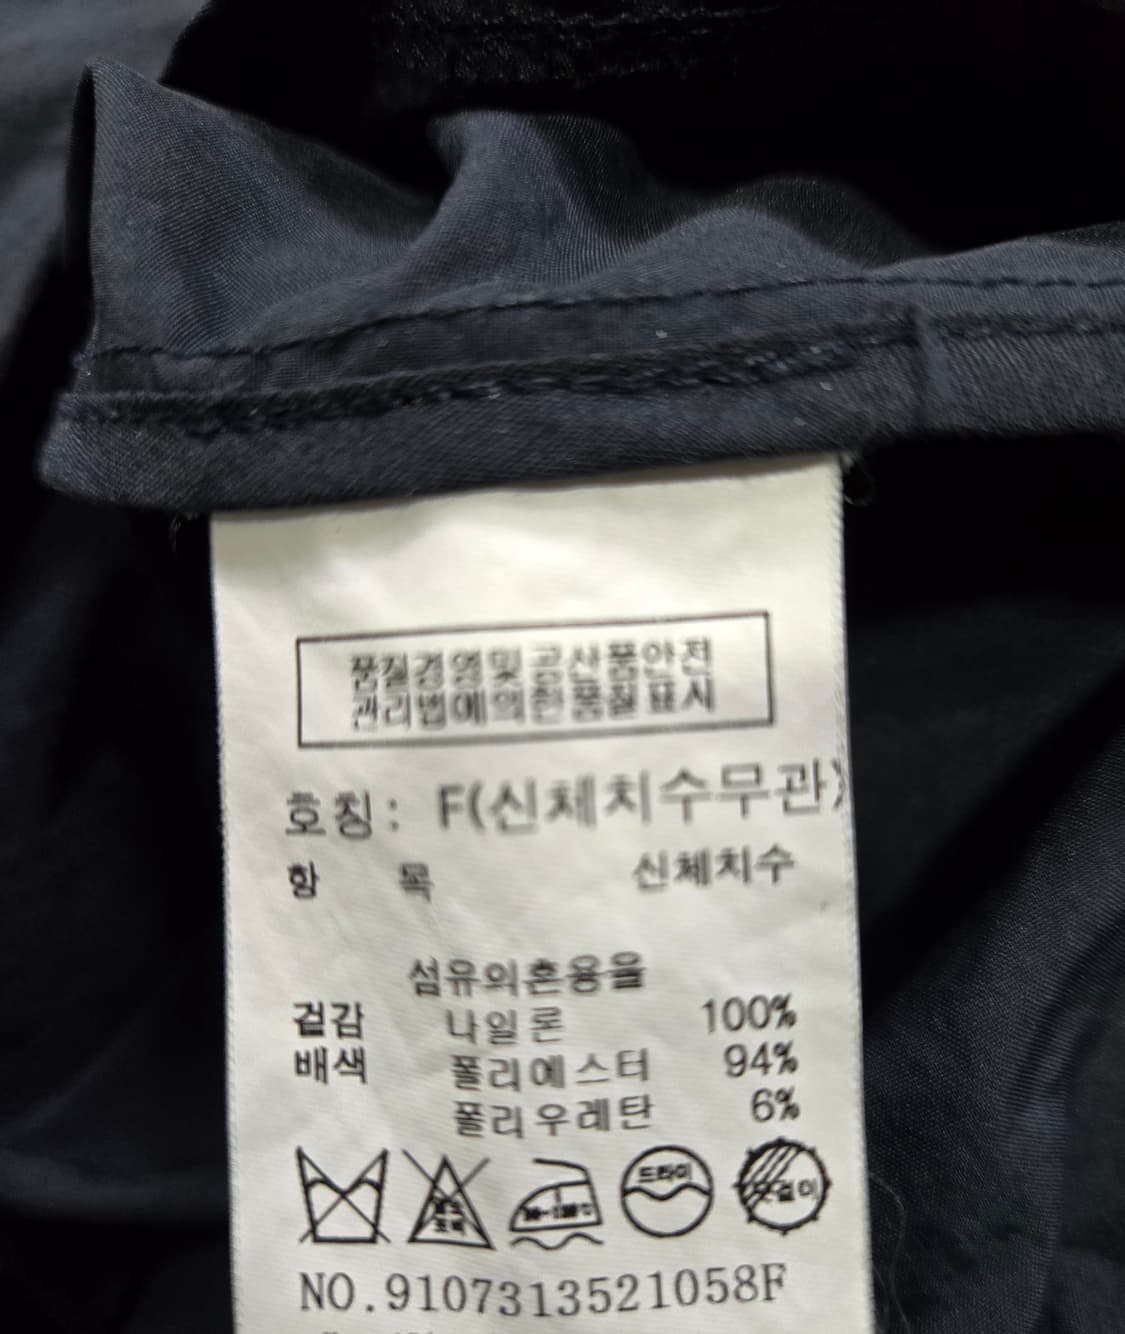 품질경영및공산품안전
관리법에의한품질표시
호칭: F(신체치수무관)
항 목 신체치수
섬유의혼용율
겉감 나일론 100%
배색 폴리에스터 94%
폴리우레탄 6%
드라이
옷걸이
NO.9107313521058F